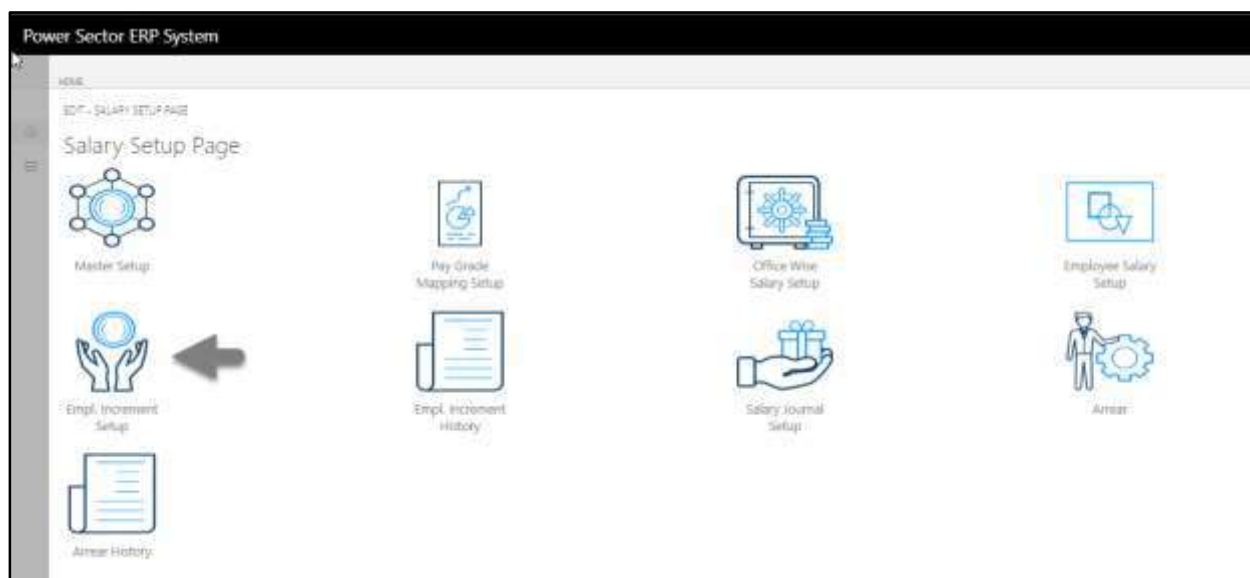 Power Sector ERP System
HOME
EDIT - SALARY SETUP PAGE
Salary Setup Page
Master Setup
Pay Grade
Mapping Setup
Office Wise
Salary Setup
Employee Salary
Setup
Empl. Increment
Setup
Empl. Increment
History
Salary Journal
Setup
Arrear
Arrear History